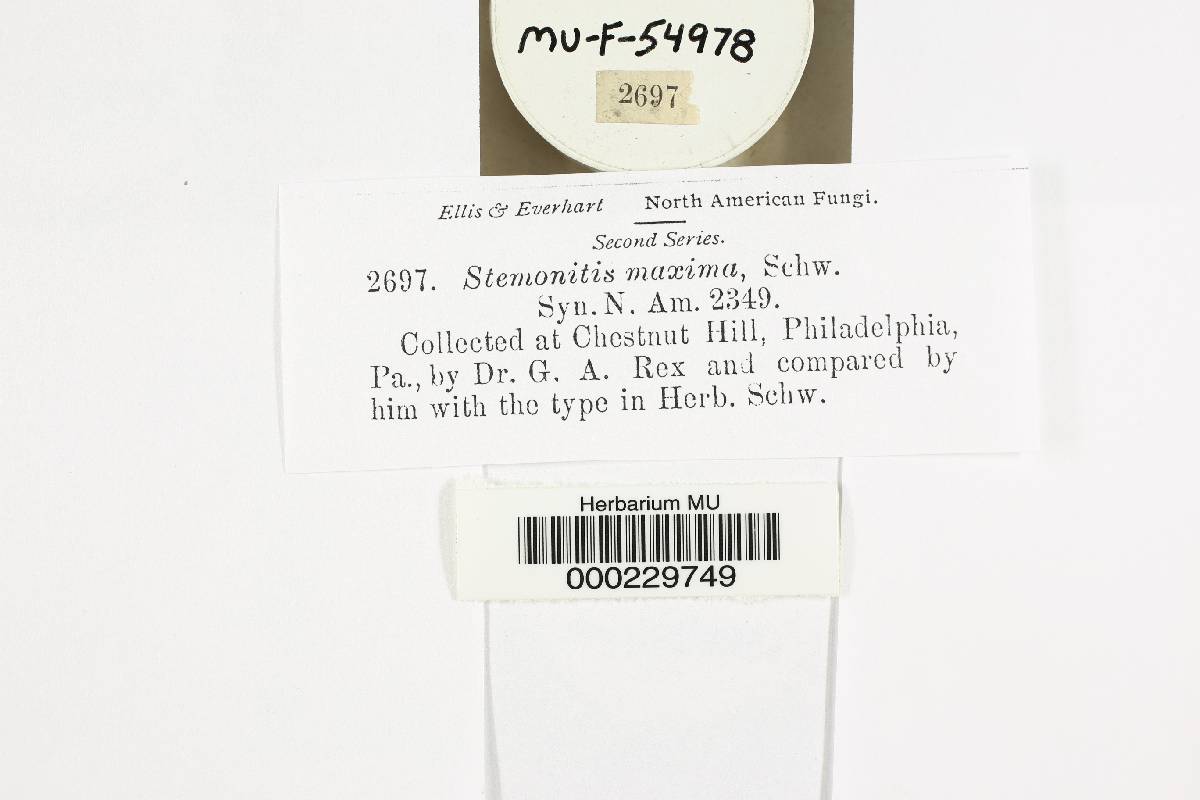 MU-F-54978
2697
Ellis & Everhart North American Fungi.
Second Series.
2697. Stemonitis maxima, Schw.
Syn. N. Am. 2349.
Collected at Chestnut Hill, Philadelphia,
Pa., by Dr. G. A. Rex and compared by
him with the type in Herb. Schw.
Herbarium MU
000229749